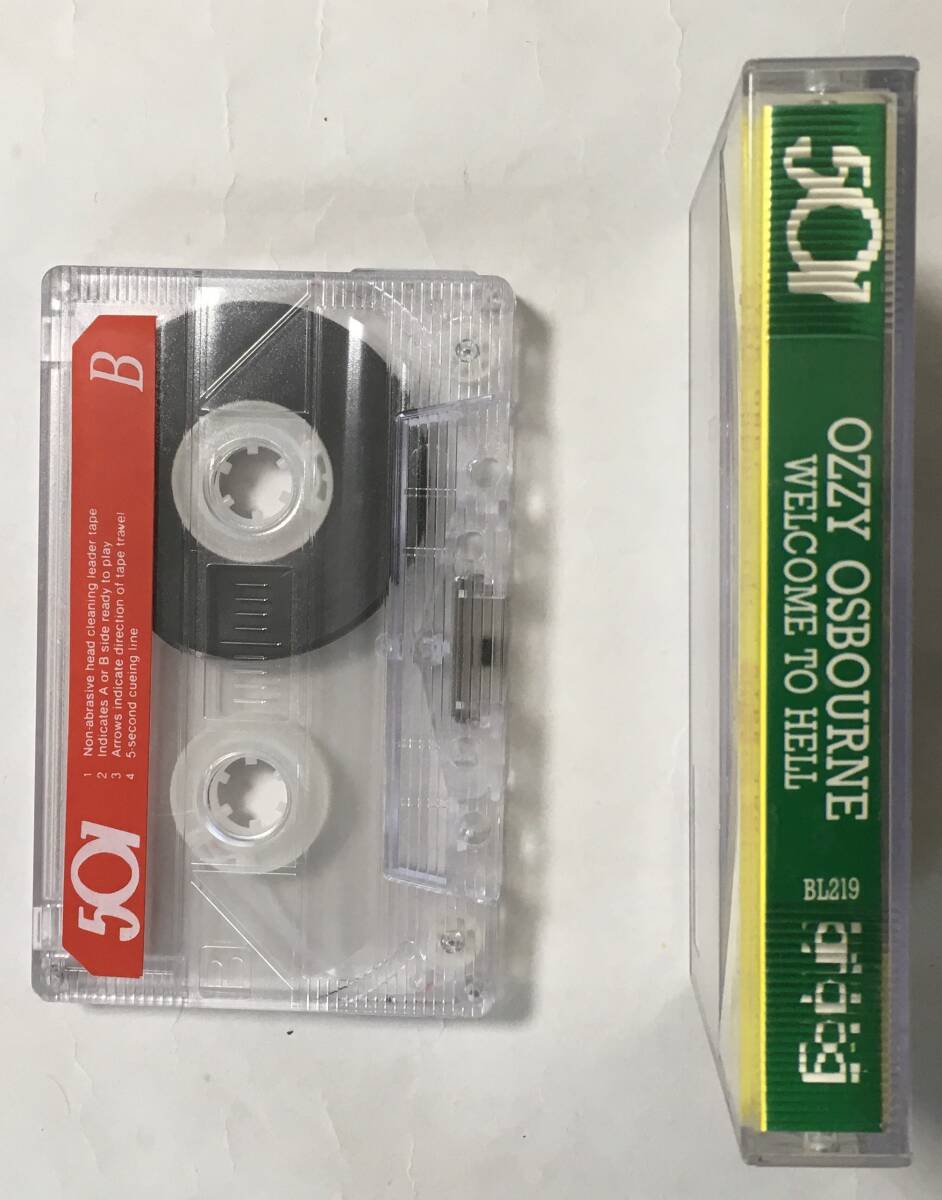 B
1 Non-abrasive head cleaning leader tape
2 Indicates A or B side ready to play
3 Arrows indicate direction of tape travel
4 5-second cueing line
501
B
501
OZZY OSBOURNE
WELCOME TO HELL
BL219